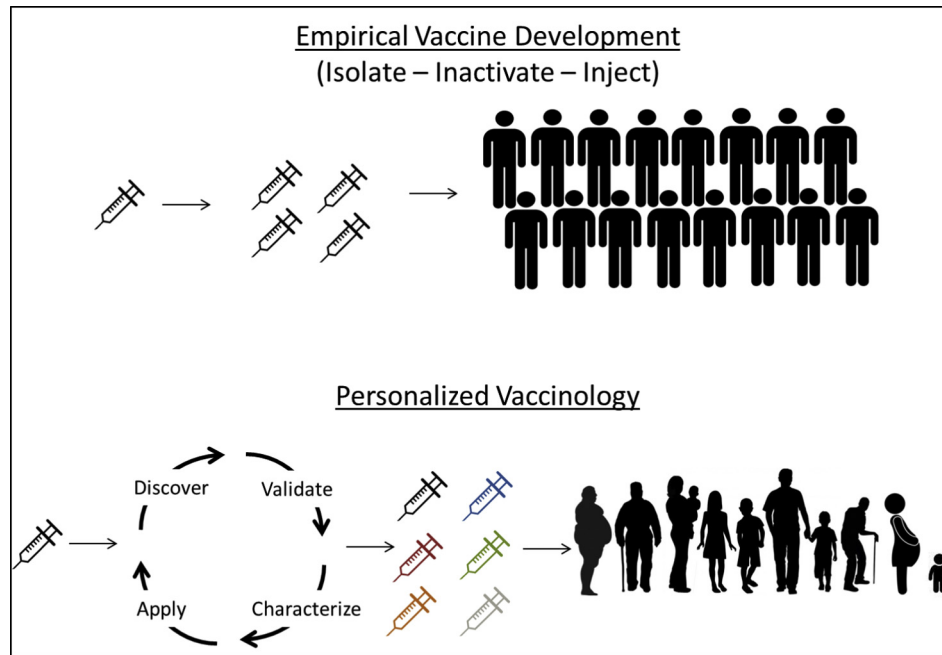 Empirical Vaccine Development
(Isolate – Inactivate – Inject)
Personalized Vaccinology
Discover
Validate
Apply
Characterize